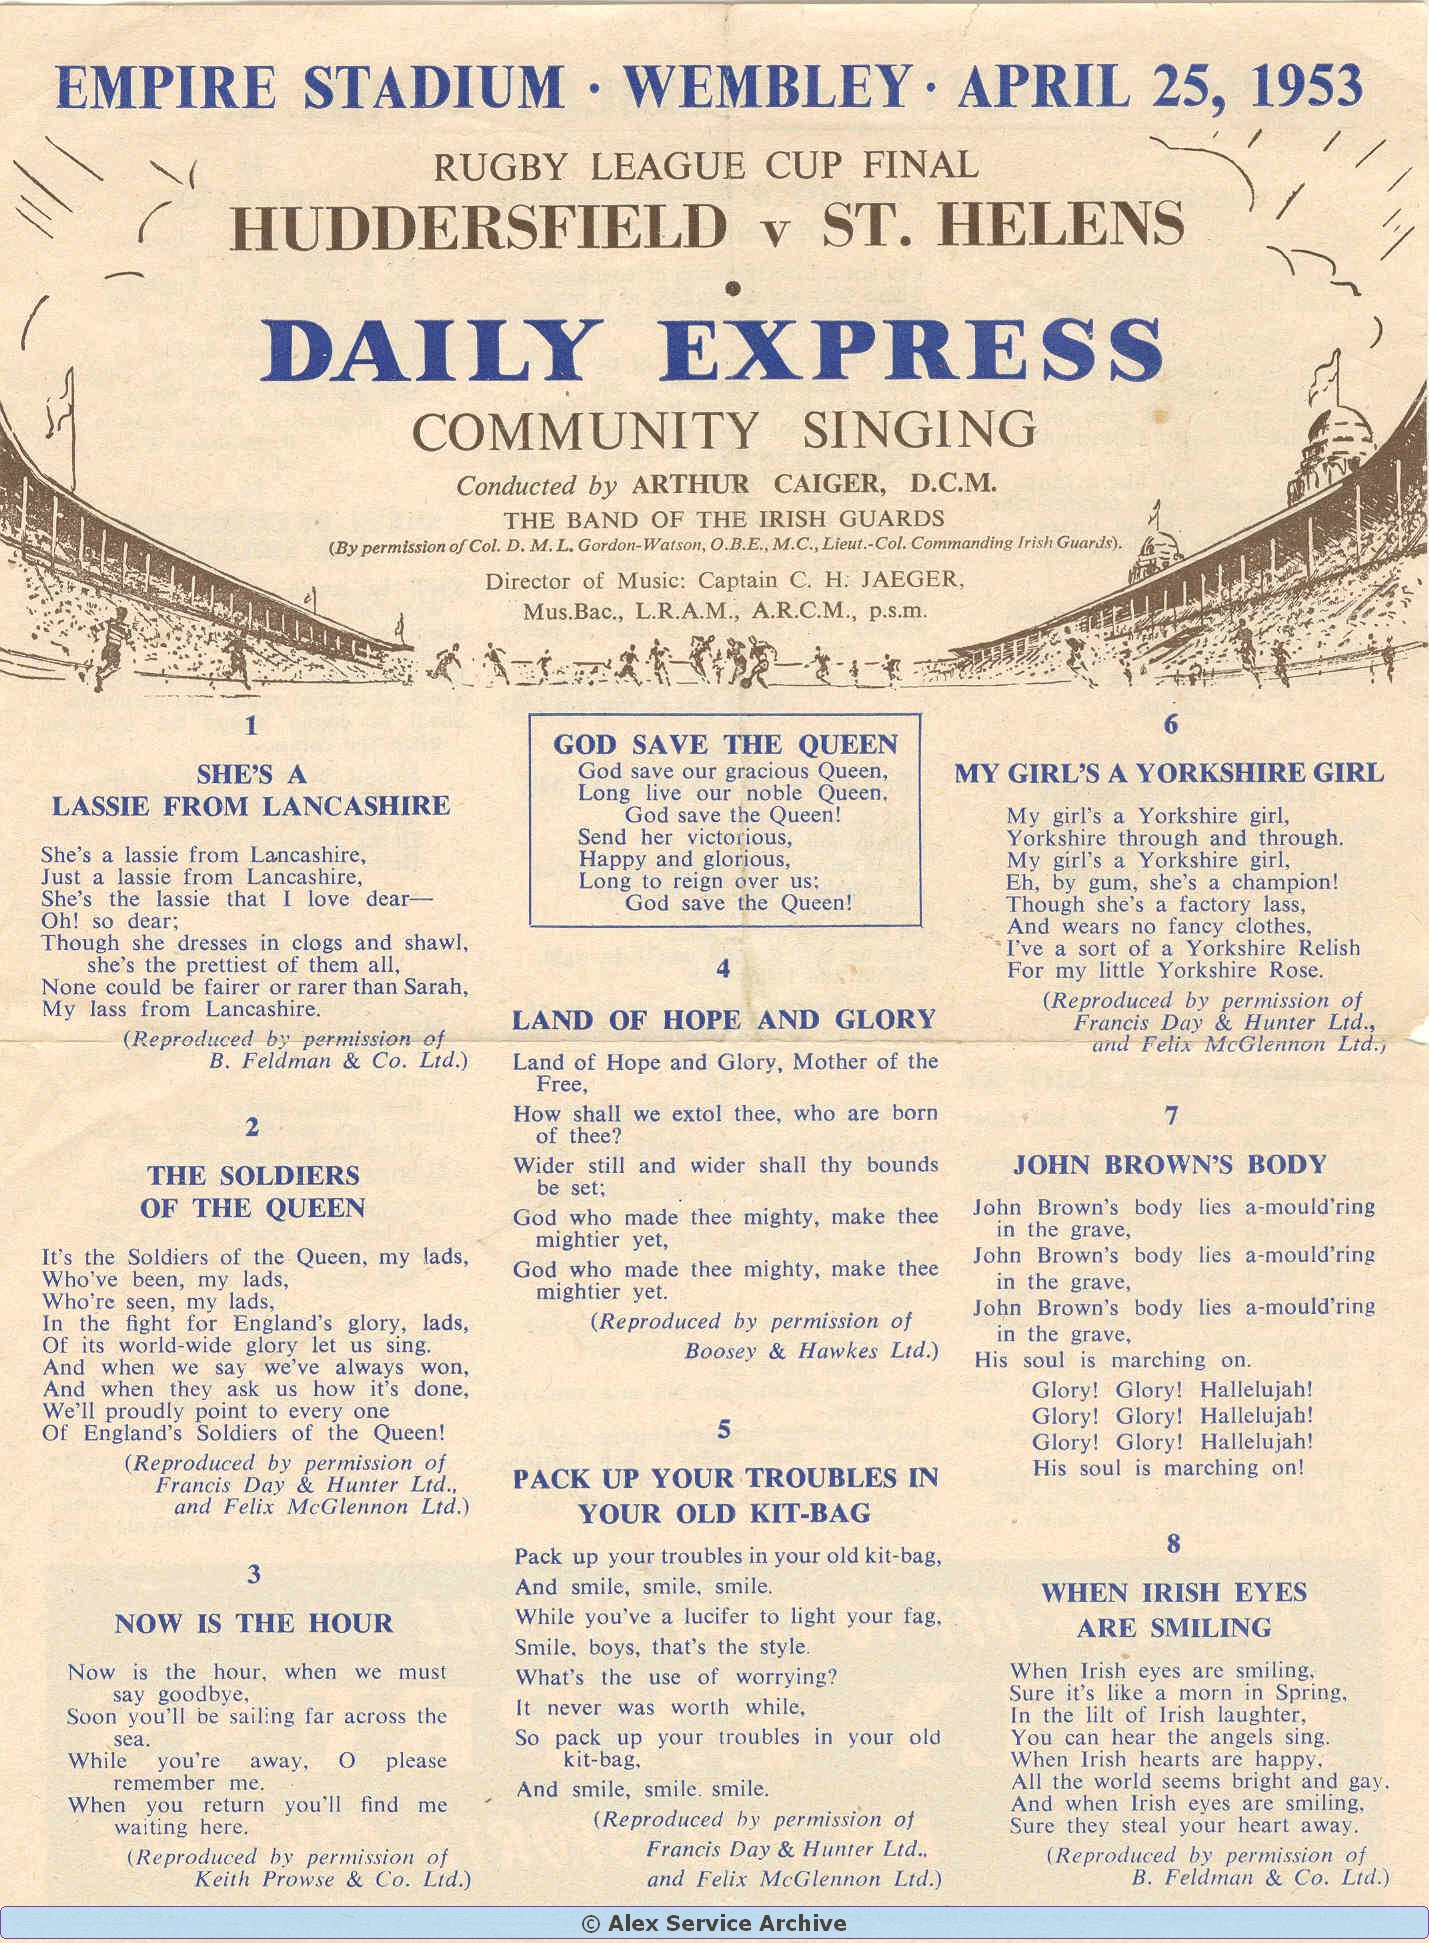 EMPIRE STADIUM · WEMBLEY · APRIL 25, 1953
RUGBY LEAGUE CUP FINAL
HUDDERSFIELD v ST. HELENS
•
DAILY EXPRESS
COMMUNITY SINGING
Conducted by ARTHUR CAIGER, D.C.M.
THE BAND OF THE IRISH GUARDS
(By permission of Col. D. M. L. Gordon-Watson, O.B.E., M.C., Lieut.-Col. Commanding Irish Guards).
Director of Music: Captain C. H. JAEGER,
Mus.Bac., L.R.A.M., A.R.C.M., p.s.m.
1
SHE'S A
LASSIE FROM LANCASHIRE
She's a lassie from Lancashire,
Just a lassie from Lancashire,
She's the lassie that I love dear—
Oh! so dear;
Though she dresses in clogs and shawl,
she's the prettiest of them all,
None could be fairer or rarer than Sarah,
My lass from Lancashire.
(Reproduced by permission of
B. Feldman & Co. Ltd.)
2
THE SOLDIERS
OF THE QUEEN
It's the Soldiers of the Queen, my lads,
Who've been, my lads,
Who're seen, my lads,
In the fight for England's glory, lads,
Of its world-wide glory let us sing.
And when we say we've always won,
And when they ask us how it's done,
We'll proudly point to every one
Of England's Soldiers of the Queen!
(Reproduced by permission of
Francis Day & Hunter Ltd.,
and Felix McGlennon Ltd.)
3
NOW IS THE HOUR
Now is the hour, when we must
say goodbye,
Soon you'll be sailing far across the
sea.
While you're away, O please
remember me.
When you return you'll find me
waiting here.
(Reproduced by permission of
Keith Prowse & Co. Ltd.)
GOD SAVE THE QUEEN
God save our gracious Queen,
Long live our noble Queen,
God save the Queen!
Send her victorious,
Happy and glorious,
Long to reign over us;
God save the Queen!
4
LAND OF HOPE AND GLORY
Land of Hope and Glory, Mother of the
Free,
How shall we extol thee, who are born
of thee?
Wider still and wider shall thy bounds
be set;
God who made thee mighty, make thee
mightier yet,
God who made thee mighty, make thee
mightier yet.
(Reproduced by permission of
Boosey & Hawkes Ltd.)
5
PACK UP YOUR TROUBLES IN
YOUR OLD KIT-BAG
Pack up your troubles in your old kit-bag,
And smile, smile, smile.
While you've a lucifer to light your fag,
Smile, boys, that's the style.
What's the use of worrying?
It never was worth while,
So pack up your troubles in your old
kit-bag,
And smile, smile. smile.
(Reproduced by permission of
Francis Day & Hunter Ltd.,
and Felix McGlennon Ltd.)
6
MY GIRL'S A YORKSHIRE GIRL
My girl's a Yorkshire girl,
Yorkshire through and through.
My girl's a Yorkshire girl,
Eh, by gum, she's a champion!
Though she's a factory lass,
And wears no fancy clothes,
I've a sort of a Yorkshire Relish
For my little Yorkshire Rose.
(Reproduced by permission of
Francis Day & Hunter Ltd.,
and Felix McGlennon Ltd.)
7
JOHN BROWN'S BODY
John Brown's body lies a-mould'ring
in the grave,
John Brown's body lies a-mould'ring
in the grave,
John Brown's body lies a-mould'ring
in the grave,
His soul is marching on.
Glory! Glory! Hallelujah!
Glory! Glory! Hallelujah!
Glory! Glory! Hallelujah!
His soul is marching on!
8
WHEN IRISH EYES
ARE SMILING
When Irish eyes are smiling,
Sure it's like a morn in Spring,
In the lilt of Irish laughter,
You can hear the angels sing.
When Irish hearts are happy,
All the world seems bright and gay.
And when Irish eyes are smiling,
Sure they steal your heart away.
(Reproduced by permission of
B. Feldman & Co. Ltd.)
© Alex Service Archive